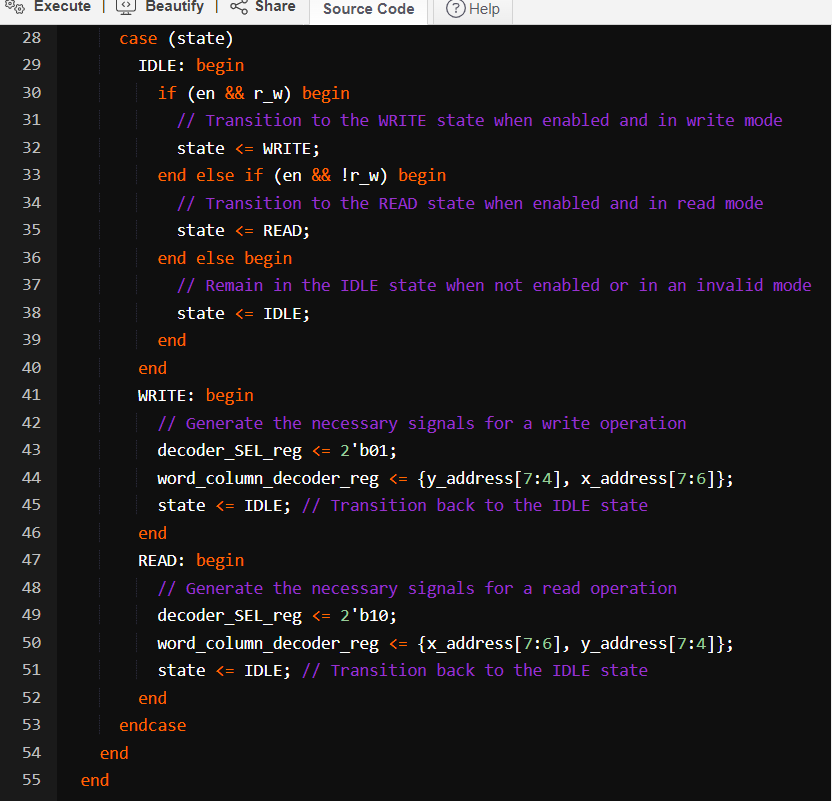 Execute | Beautify | Share Source Code Help
28 case (state)
29 IDLE: begin
30 if (en && r_w) begin
31 // Transition to the WRITE state when enabled and in write mode
32 state <= WRITE;
33 end else if (en && !r_w) begin
34 // Transition to the READ state when enabled and in read mode
35 state <= READ;
36 end else begin
37 // Remain in the IDLE state when not enabled or in an invalid mode
38 state <= IDLE;
39 end
40 end
41 WRITE: begin
42 // Generate the necessary signals for a write operation
43 decoder_SEL_reg <= 2'b01;
44 word_column_decoder_reg <= {y_address[7:4], x_address[7:6]};
45 state <= IDLE; // Transition back to the IDLE state
46 end
47 READ: begin
48 // Generate the necessary signals for a read operation
49 decoder_SEL_reg <= 2'b10;
50 word_column_decoder_reg <= {x_address[7:6], y_address[7:4]};
51 state <= IDLE; // Transition back to the IDLE state
52 end
53 endcase
54 end
55 end